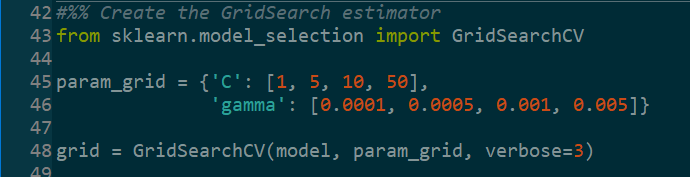 42 #%% Create the GridSearch estimator
43 from sklearn.model_selection import GridSearchCV
44
45 param_grid = {'C': [1, 5, 10, 50],
46               'gamma': [0.0001, 0.0005, 0.001, 0.005]}
47
48 grid = GridSearchCV(model, param_grid, verbose=3)
49